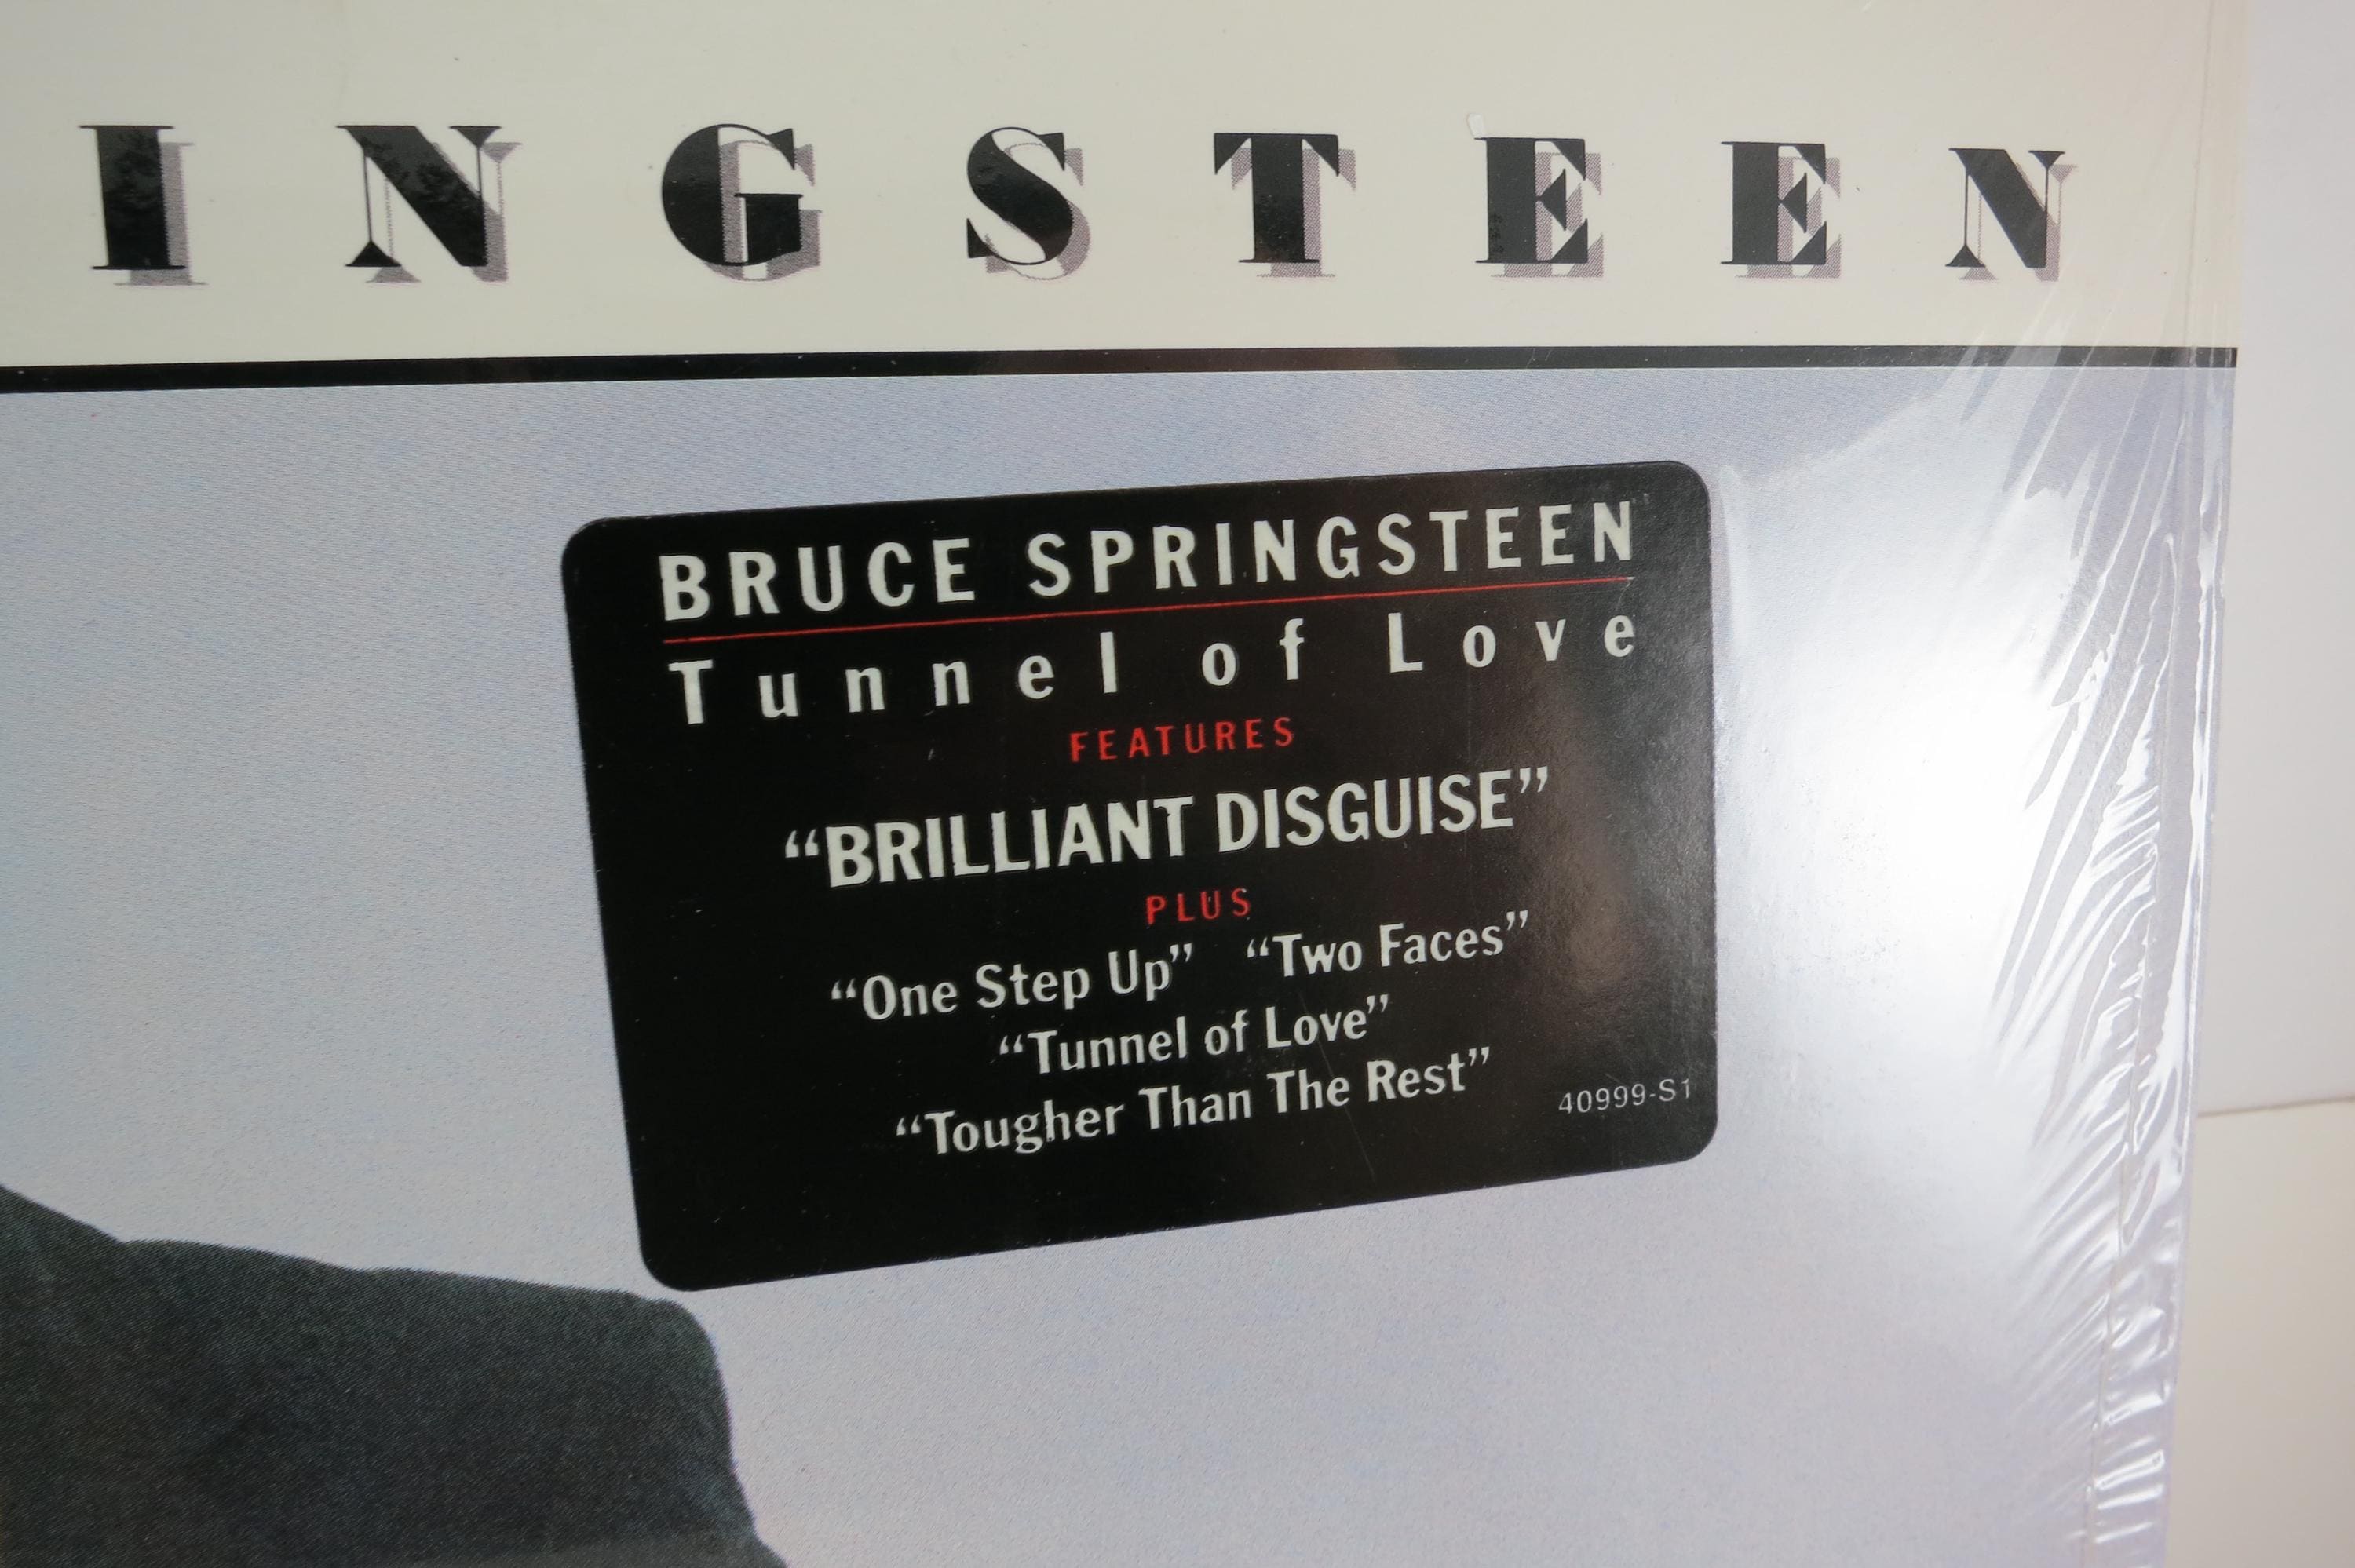 INGSTEEN
BRUCE SPRINGSTEEN
Tunnel of Love
FEATURES
“BRILLIANT DISGUISE”
PLUS
“One Step Up” “Two Faces”
“Tunnel of Love”
“Tougher Than The Rest”
40999-S1